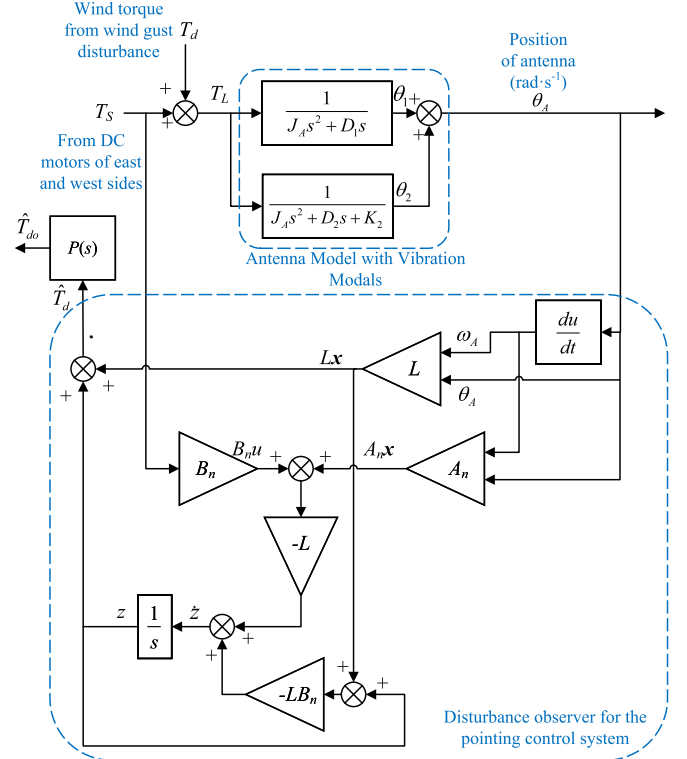 Wind torque
from wind gust
disturbance
T_d
Position
of antenna
(rad·s⁻¹)
θ_A
+
T_S
+
T_L
1
J_A s² + D_1 s
θ_1
+
+
From DC
motors of east
and west sides
1
J_A s² + D_2 s + K_2
θ_2
T̂_do
P(s)
Antenna Model with Vibration
Modals
T̂_d
.
du
dt
ω_A
Lx
L
θ_A
+
+
B_n
B_n u
+
+
A_n x
A_n
-L
z
1
s
ż
+
+
-LB_n
+
+
Disturbance observer for the
pointing control system